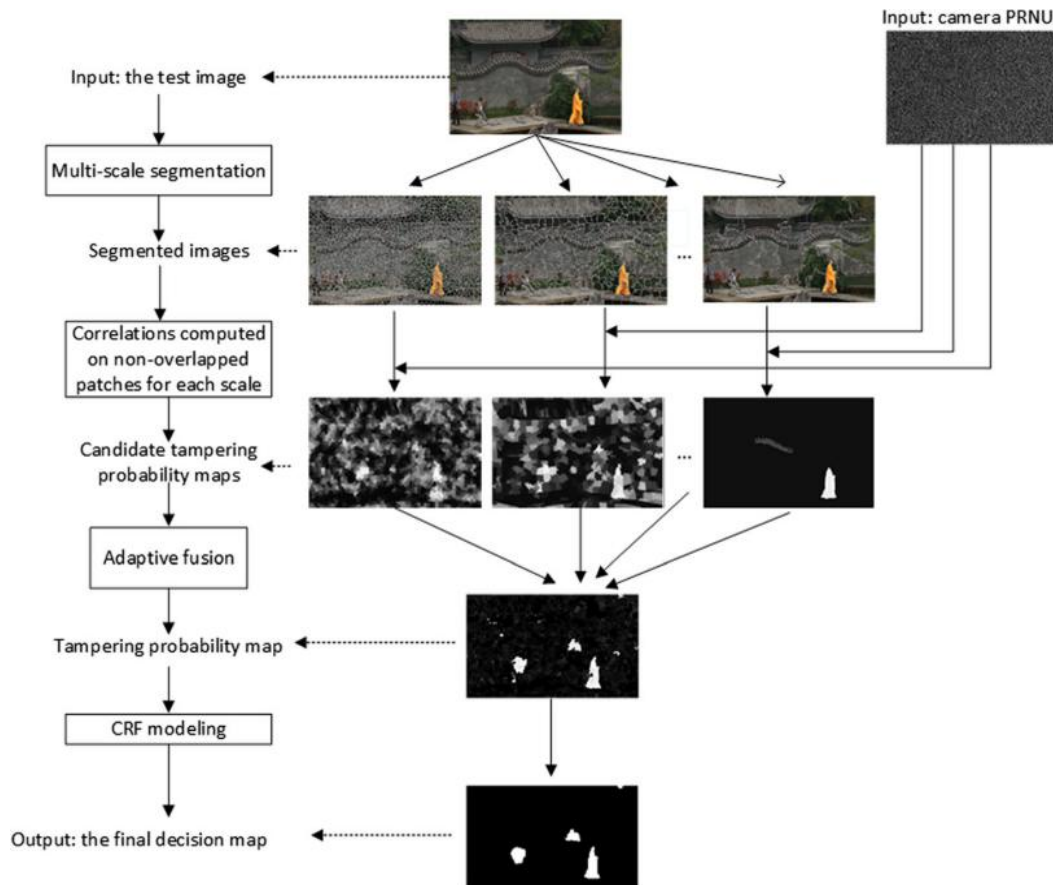 Input: camera PRNU
Input: the test image
Multi-scale segmentation
Segmented images
...
Correlations computed
on non-overlapped
patches for each scale
Candidate tampering
probability maps
...
Adaptive fusion
Tampering probability map
CRF modeling
Output: the final decision map